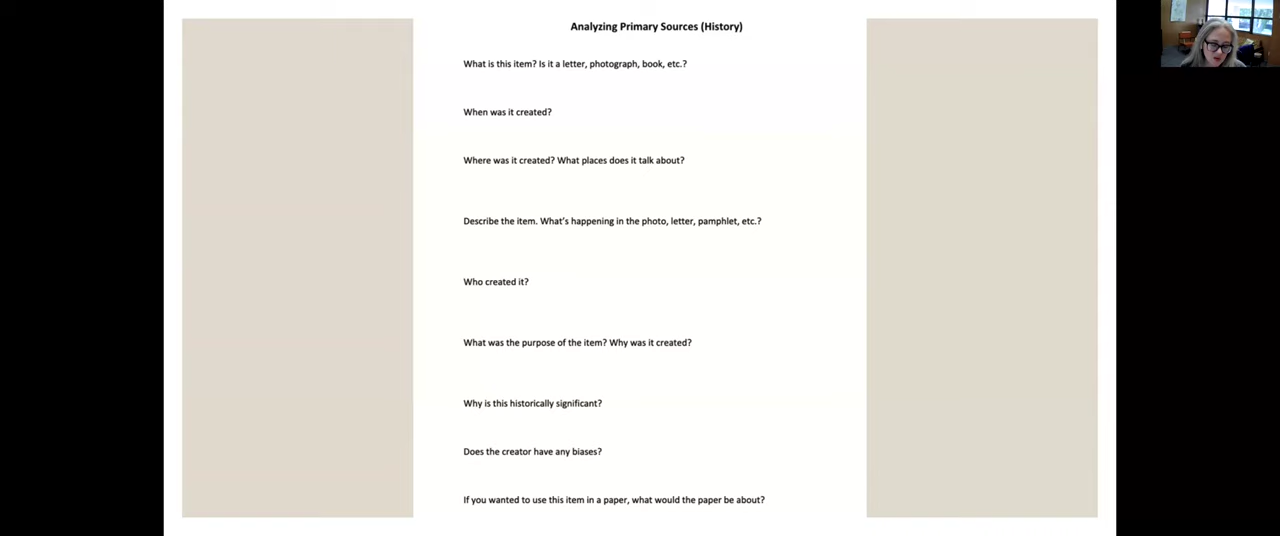 Analyzing Primary Sources (History)
What is this item? Is it a letter, photograph, book, etc.?
When was it created?
Where was it created? What places does it talk about?
Describe the item. What's happening in the photo, letter, pamphlet, etc.?
Who created it?
What was the purpose of the item? Why was it created?
Why is this historically significant?
Does the creator have any biases?
If you wanted to use this item in a paper, what would the paper be about?